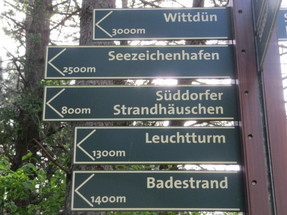 Wittdün
3000m
Seezeichenhafen
2500m
Süddorfer
Strandhäuschen
800m
Leuchtturm
1300m
Badestrand
1400m